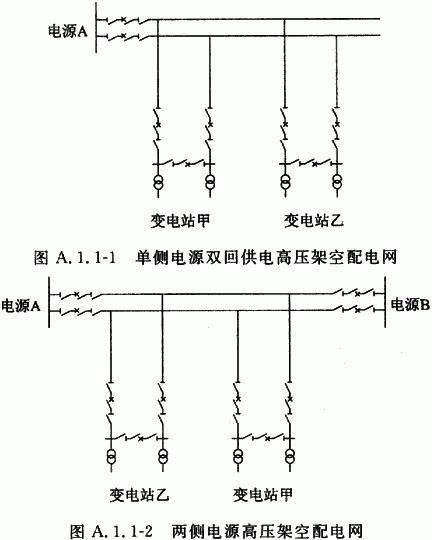 电源A
变电站甲 变电站乙
图 A.1.1-1 单侧电源双回供电高压架空配电网
电源A 电源B
变电站乙 变电站甲
图 A.1.1-2 两侧电源高压架空配电网